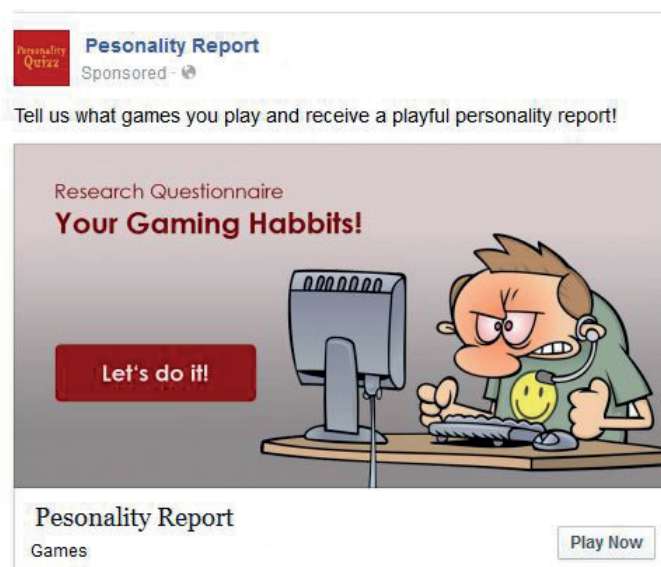 Personality
Quizz
Pesonality Report
Sponsored ·
Tell us what games you play and receive a playful personality report!
Research Questionnaire
Your Gaming Habbits!
Let's do it!
Pesonality Report
Games
Play Now